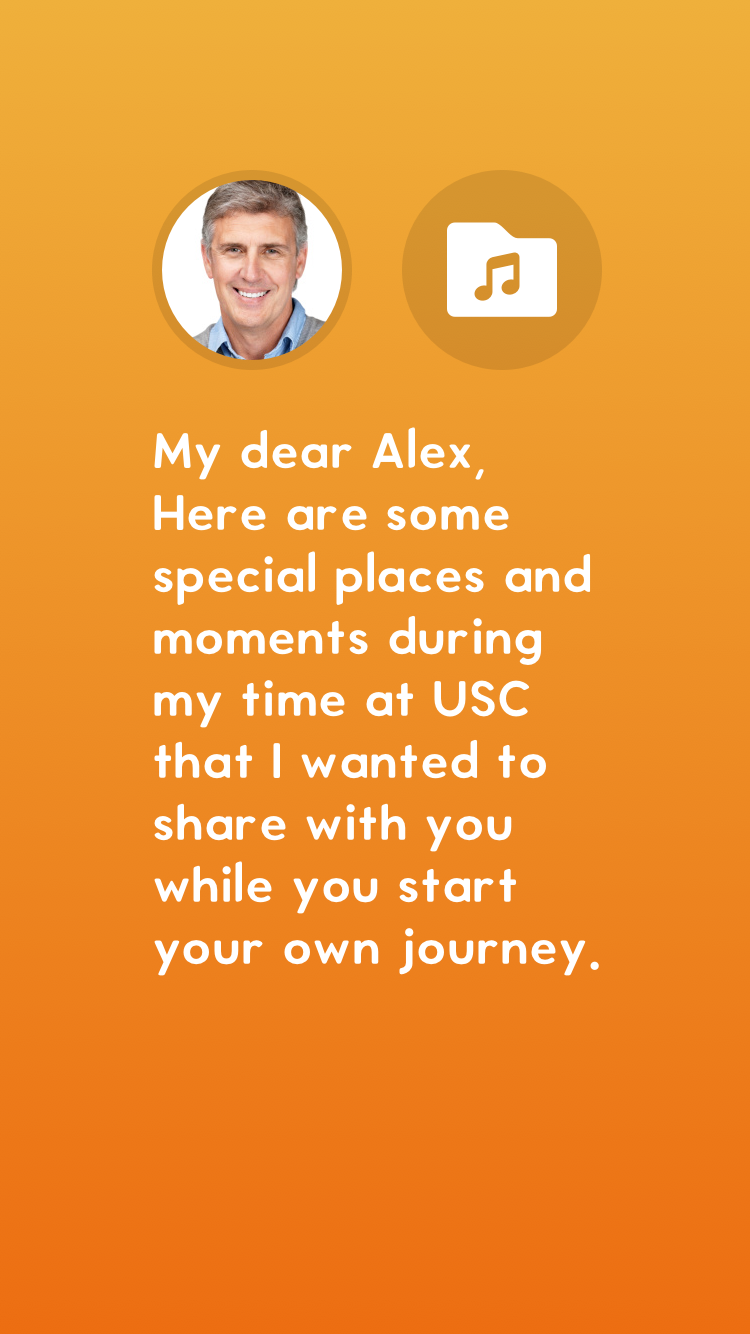 My dear Alex,
Here are some
special places and
moments during
my time at USC
that I wanted to
share with you
while you start
your own journey.